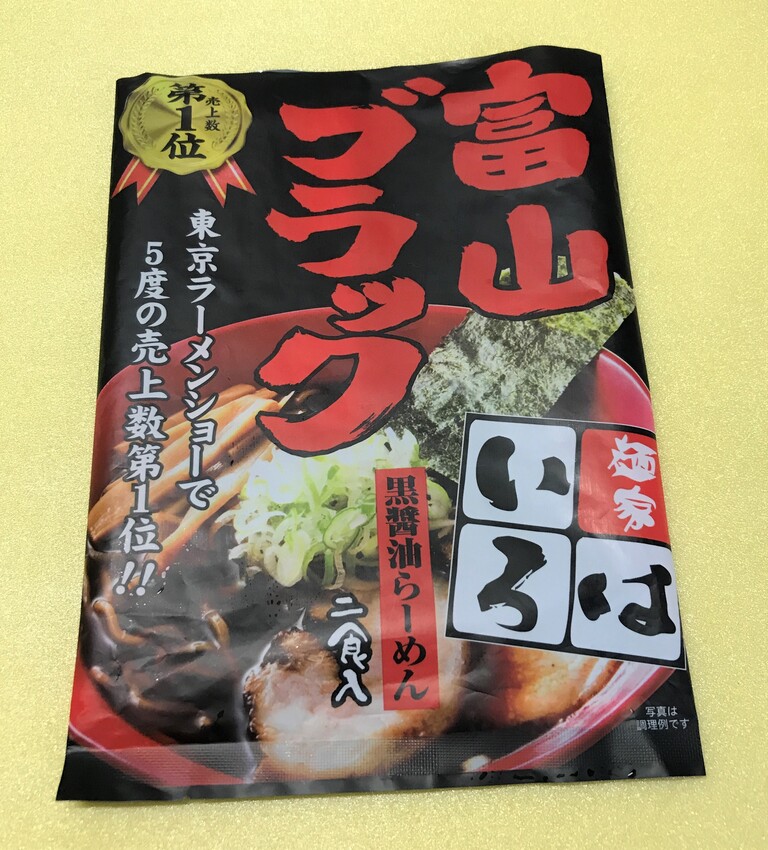 富山
ブラック
売上数
第1位
東京ラーメンショーで
5度の売上数第1位!!
麺家
いろは
黒醤油らーめん
二食入
写真は
調理例です